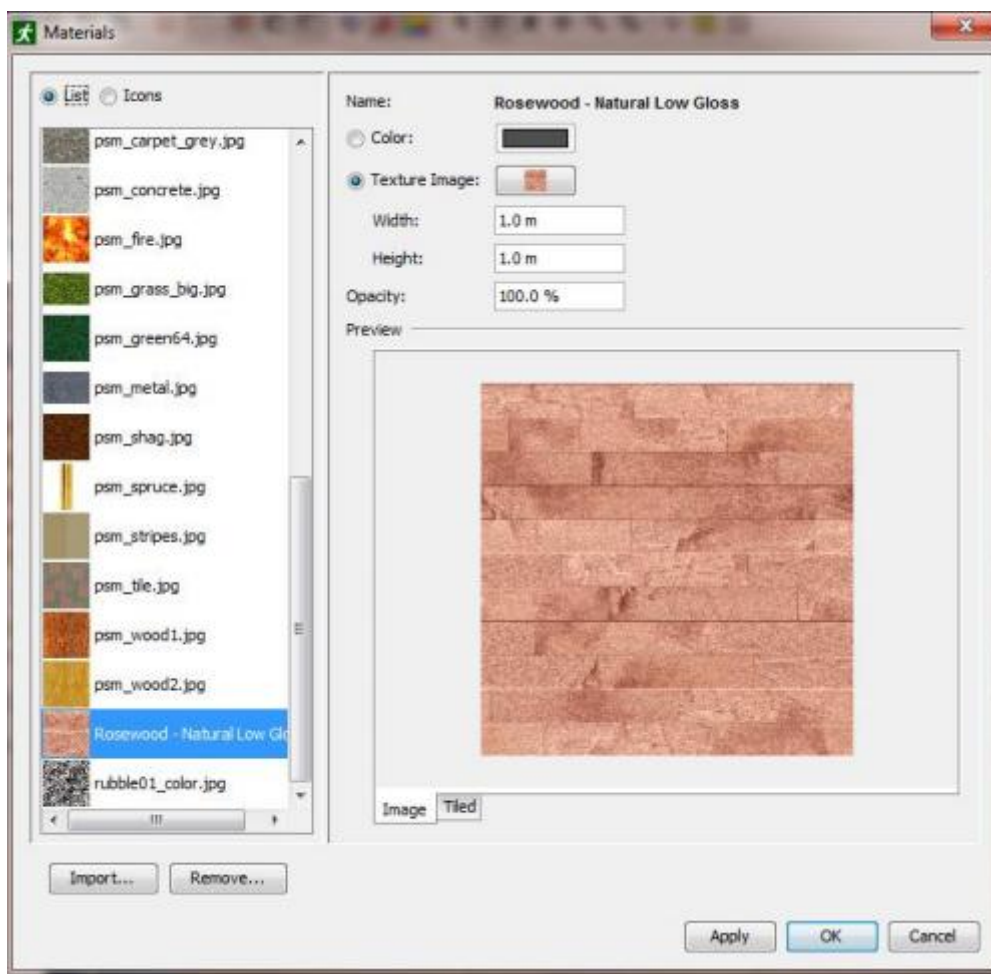 Materials
List Icons
psm_carpet_grey.jpg
psm_concrete.jpg
psm_fire.jpg
psm_grass_big.jpg
psm_green64.jpg
psm_metal.jpg
psm_shag.jpg
psm_spruce.jpg
psm_stripes.jpg
psm_tile.jpg
psm_wood1.jpg
psm_wood2.jpg
Rosewood - Natural Low Glo
rubble01_color.jpg
Import... Remove...
Name: Rosewood - Natural Low Gloss
Color:
Texture Image:
Width: 1.0 m
Height: 1.0 m
Opacity: 100.0 %
Preview
Image Tiled
Apply OK Cancel